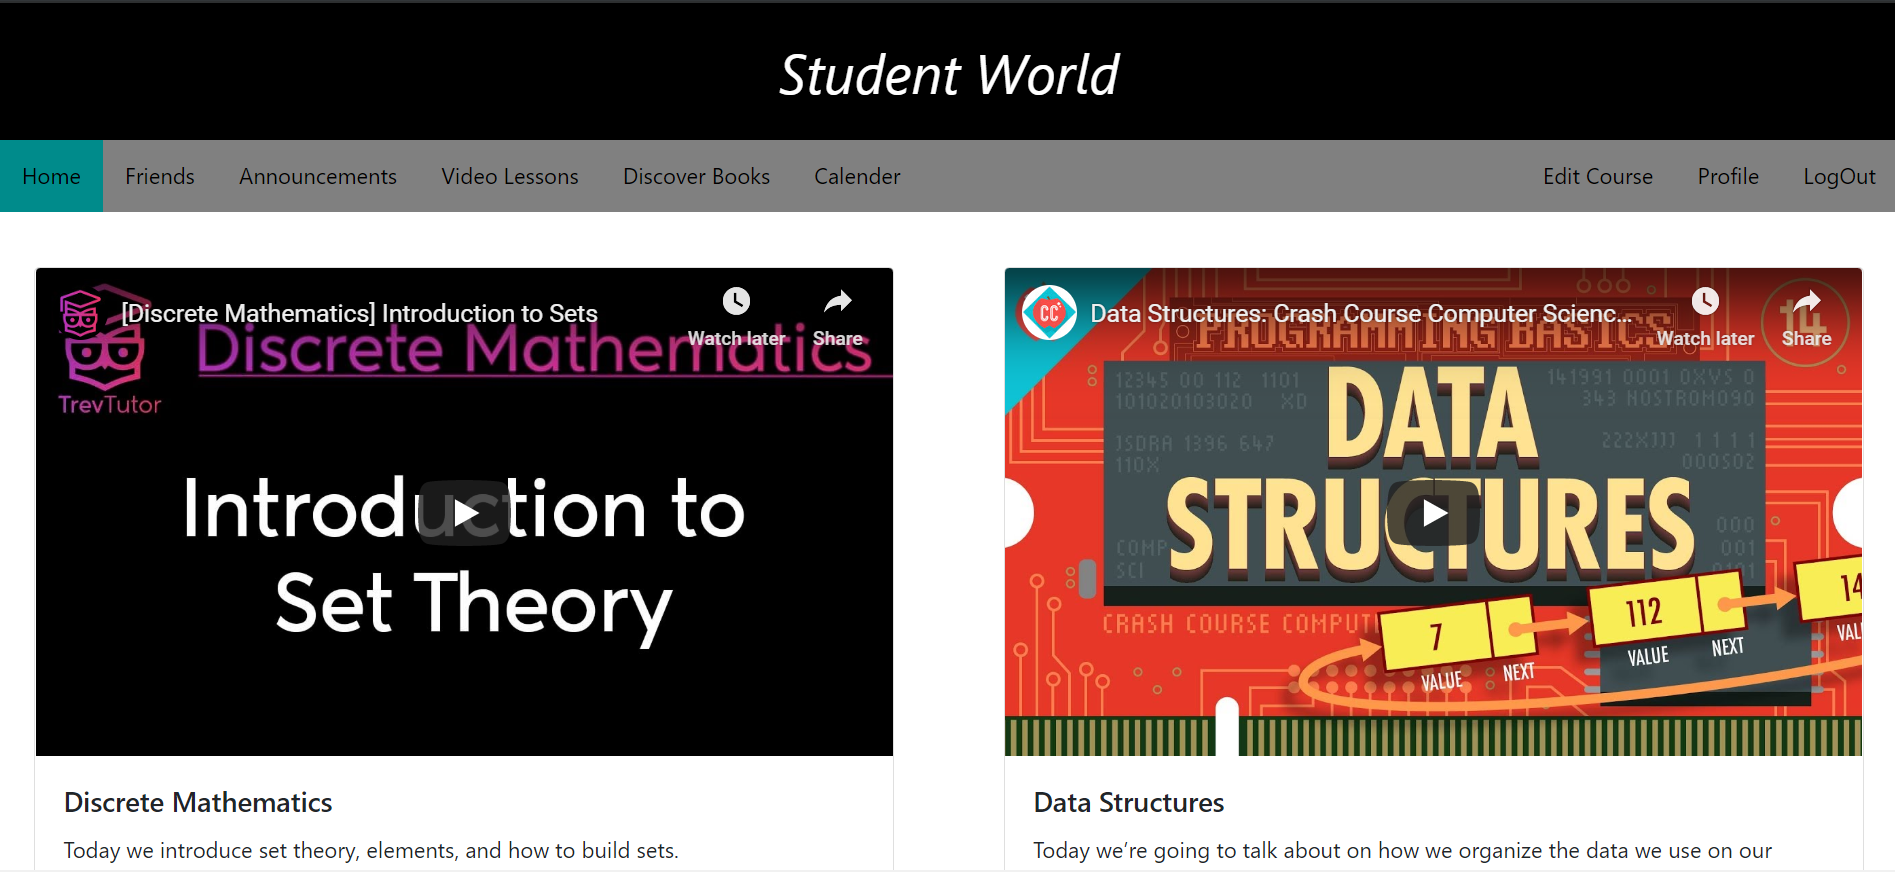 Student World
Home Friends Announcements Video Lessons Discover Books Calender Edit Course Profile LogOut
[Discrete Mathematics] Introduction to Sets
Watch later Share
Discrete Mathematics
TrevTutor
Introduction to
Set Theory
Discrete Mathematics
Today we introduce set theory, elements, and how to build sets.
CC
Data Structures: Crash Course Computer Scienc...
Watch later Share
PROGRAMMING BASICS
14
12345 00 112 1101
101020103020 XD
141991 0001 0XYS 0
343 NOSTROMO90
DATA
JSDRA 1396 647
110X
222XJJJ 1 1 1 1
000S02
STRUCTURES
COMP
SCI
000
001
0101
CRASH COURSE COMPUT
7
VALUE NEXT
112
VALUE NEXT
14
VAL
Data Structures
Today we’re going to talk about on how we organize the data we use on our